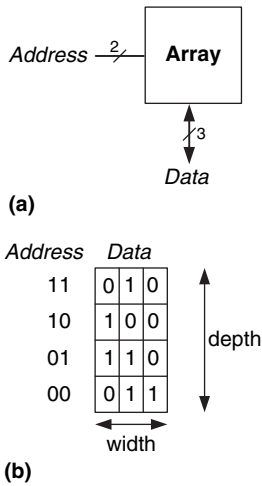 Address 2 Array
3
Data
(a)
Address Data
11 0 1 0
10 1 0 0
01 1 1 0
00 0 1 1
depth
width
(b)